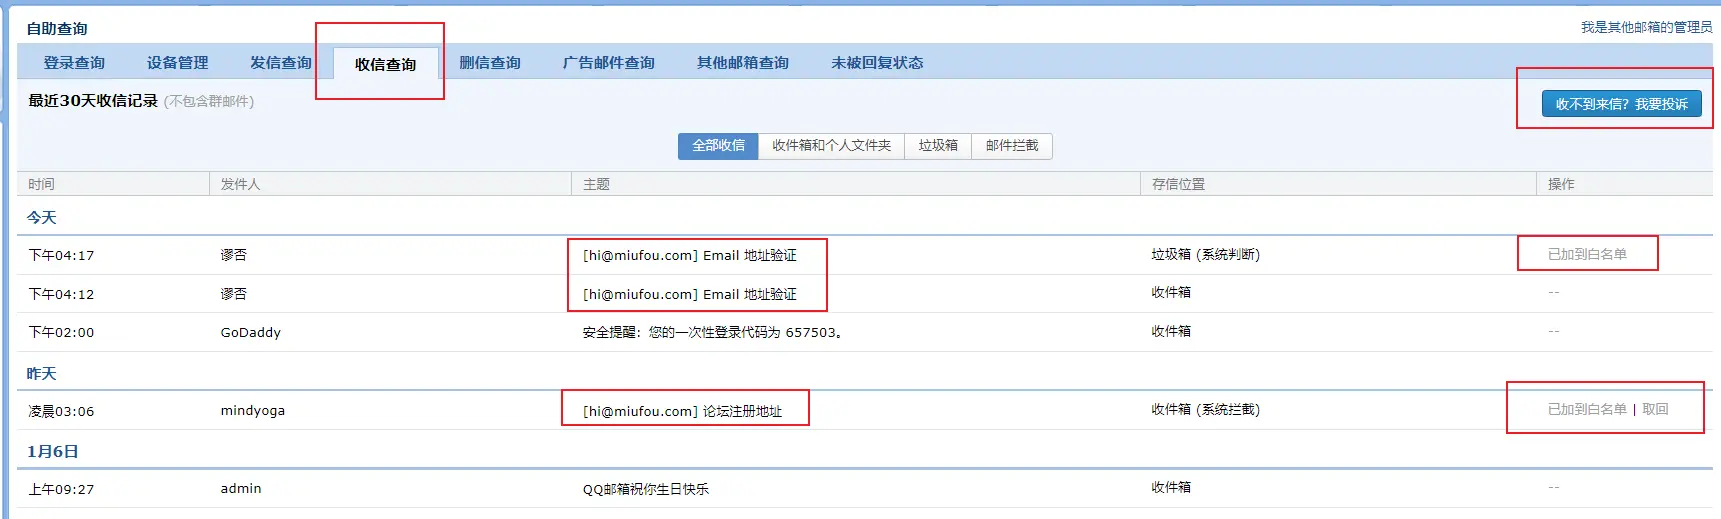 自助查询 我是其他邮箱的管理员
登录查询 设备管理 发信查询 收信查询 删信查询 广告邮件查询 其他邮箱查询 未被回复状态
最近30天收信记录 (不包含群邮件) 收不到来信？我要投诉
全部收信 收件箱和个人文件夹 垃圾箱 邮件拦截
时间 发件人 主题 存信位置 操作
今天
下午04:17 谬否 [hi@miufou.com] Email 地址验证 垃圾箱 (系统判断) 已加到白名单
下午04:12 谬否 [hi@miufou.com] Email 地址验证 收件箱 --
下午02:00 GoDaddy 安全提醒：您的一次性登录代码为 657503。 收件箱 --
昨天
凌晨03:06 mindyoga [hi@miufou.com] 论坛注册地址 收件箱 (系统拦截) 已加到白名单 | 取回
1月6日
上午09:27 admin QQ邮箱祝你生日快乐 收件箱 --